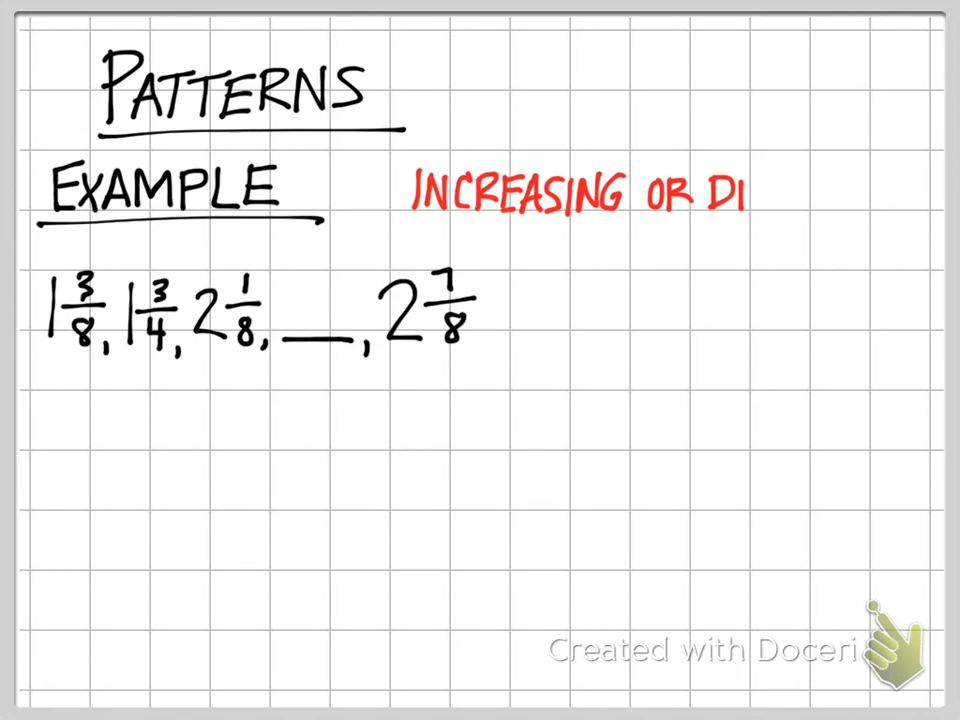 PATTERNS
EXAMPLE INCREASING OR DI
1 3/8, 1 3/4, 2 1/8, __, 2 7/8
Created with Doceri